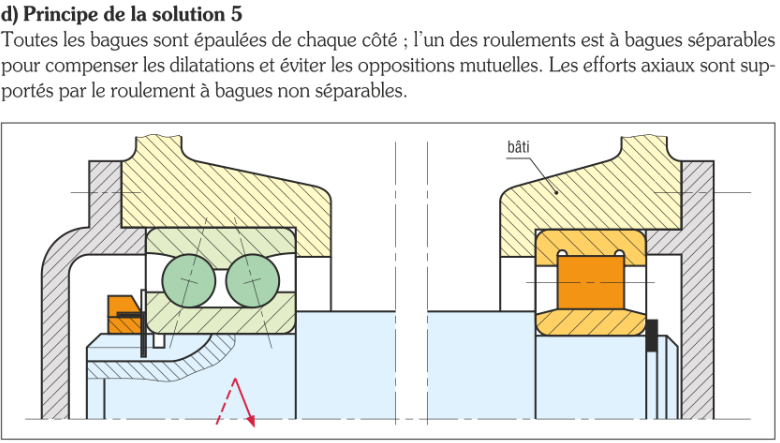 d) Principe de la solution 5
Toutes les bagues sont épaulées de chaque côté ; l’un des roulements est à bagues séparables
pour compenser les dilatations et éviter les oppositions mutuelles. Les efforts axiaux sont sup-
portés par le roulement à bagues non séparables.
bâti